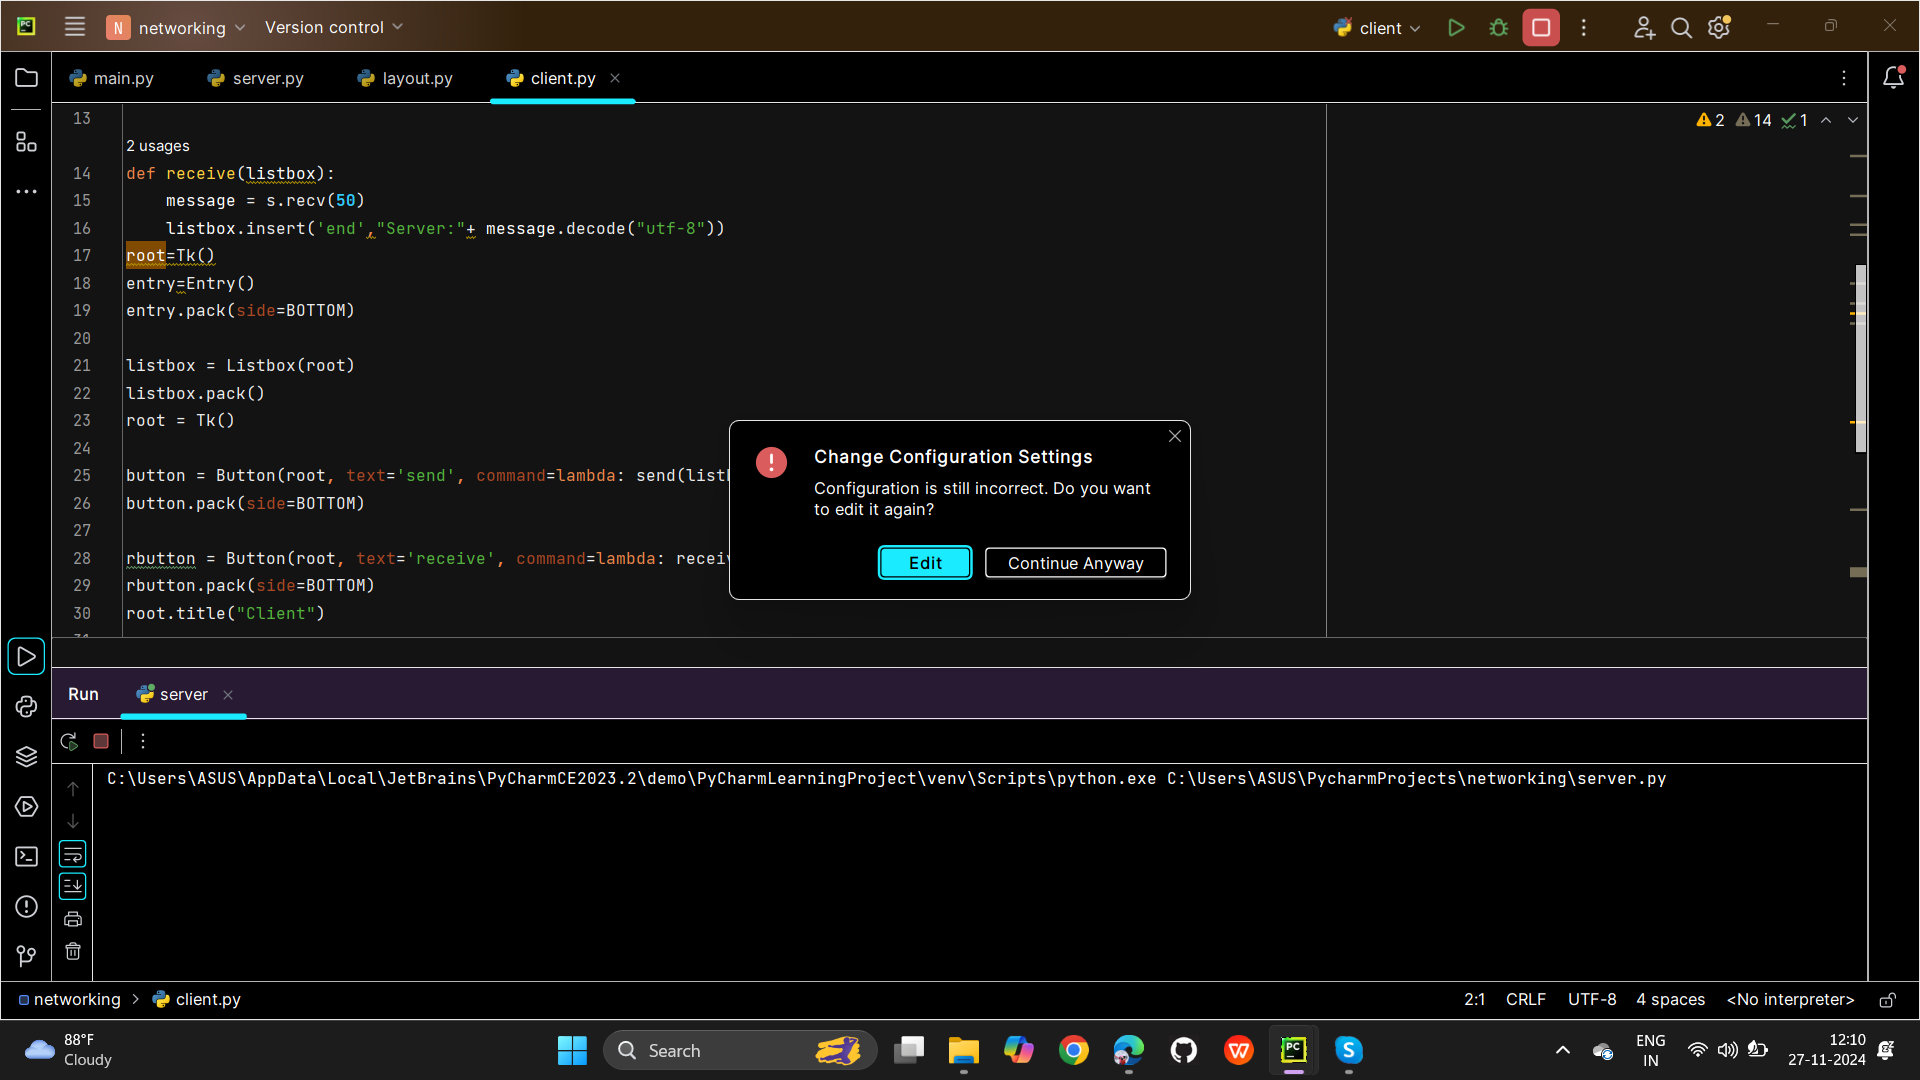 PC
N networking
Version control
client
main.py
server.py
layout.py
client.py
2 14 1
13
2 usages
14 def receive(listbox):
15 message = s.recv(50)
16 listbox.insert('end',"Server:"+ message.decode("utf-8"))
17 root=Tk()
18 entry=Entry()
19 entry.pack(side=BOTTOM)
20
21 listbox = Listbox(root)
22 listbox.pack()
23 root = Tk()
24
25 button = Button(root, text='send', command=lambda: send(list
26 button.pack(side=BOTTOM)
27
28 rbutton = Button(root, text='receive', command=lambda: recei
29 rbutton.pack(side=BOTTOM)
30 root.title("Client")
Change Configuration Settings
Configuration is still incorrect. Do you want
to edit it again?
Edit
Continue Anyway
Run
server
C:\Users\ASUS\AppData\Local\JetBrains\PyCharmCE2023.2\demo\PyCharmLearningProject\venv\Scripts\python.exe C:\Users\ASUS\PycharmProjects\networking\server.py
networking > client.py
2:1 CRLF UTF-8 4 spaces <No interpreter>
88°F
Cloudy
Search
PC
S
ENG
IN
12:10
27-11-2024